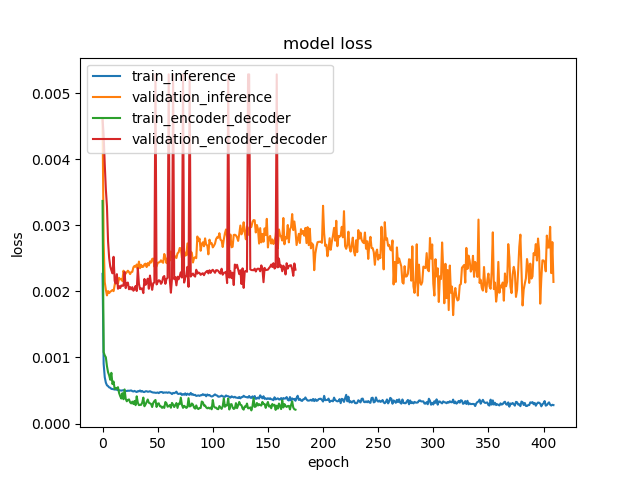 model loss
train_inference
validation_inference
train_encoder_decoder
validation_encoder_decoder
0.005
0.004
0.003
0.002
0.001
0.000
loss
0 50 100 150 200 250 300 350 400
epoch